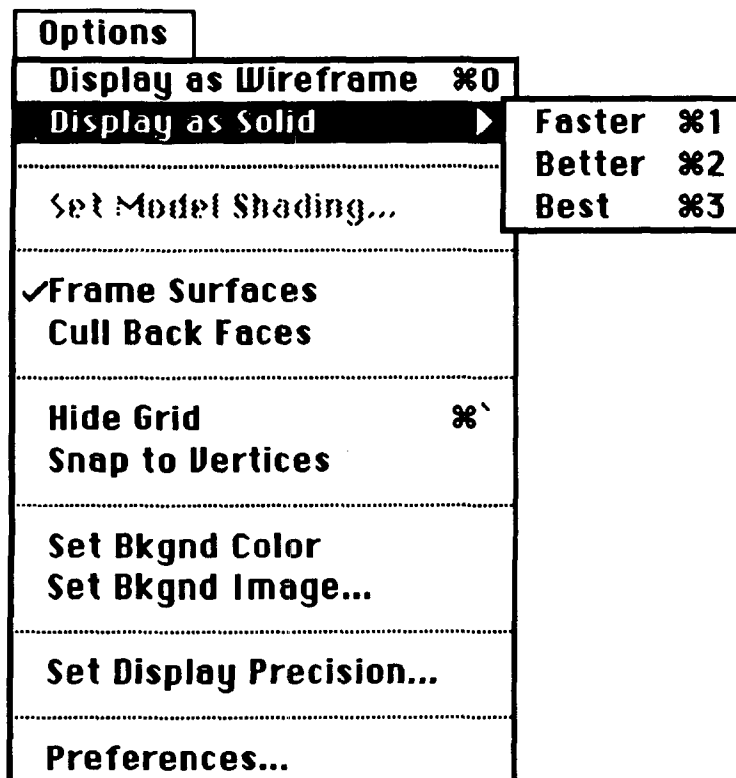 Options
Display as Wireframe ⌘0
Display as Solid ▶
Faster ⌘1
Better ⌘2
Best ⌘3
Set Model Shading...
✓Frame Surfaces
Cull Back Faces
Hide Grid ⌘`
Snap to Vertices
Set Bkgnd Color
Set Bkgnd Image...
Set Display Precision...
Preferences...